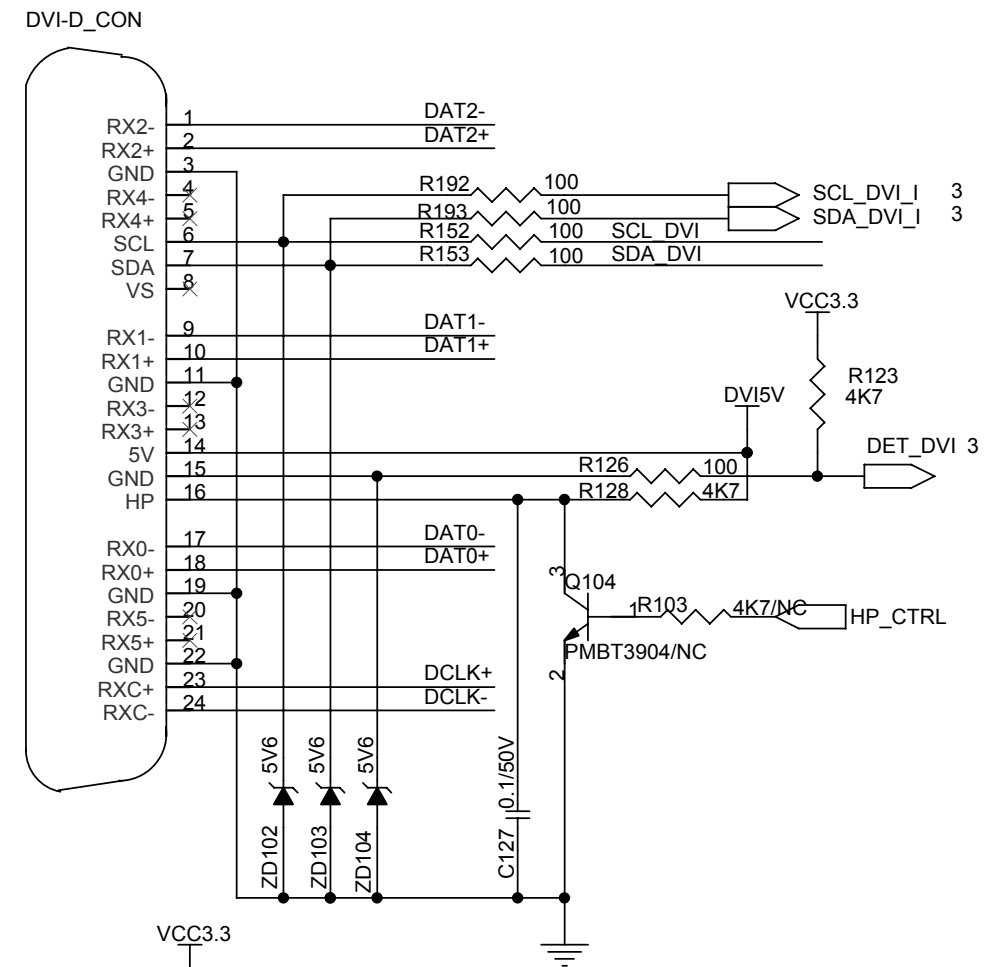 DVI-D_CON
RX2- 1 DAT2-
RX2+ 2 DAT2+
GND 3
RX4- 4 R192 100 SCL_DVI_I 3
RX4+ 5 R193 100 SDA_DVI_I 3
SCL 6 R152 100 SCL_DVI
SDA 7 R153 100 SDA_DVI
VS 8
VCC3.3
RX1- 9 DAT1-
RX1+ 10 DAT1+
GND 11
R123
4K7
RX3- 12 DVI5V
RX3+ 13
5V 14 DET_DVI 3
GND 15 R126 100
HP 16 R128 4K7
RX0- 17 DAT0-
RX0+ 18 DAT0+
GND 19
3 Q104
RX5- 20 1 R103 4K7/NC HP_CTRL
RX5+ 21
PMBT3904/NC
GND 22 2
RXC+ 23 DCLK+
RXC- 24 DCLK-
5V6 5V6 5V6 0.1/50V
ZD102 ZD103 ZD104 C127
VCC3.3